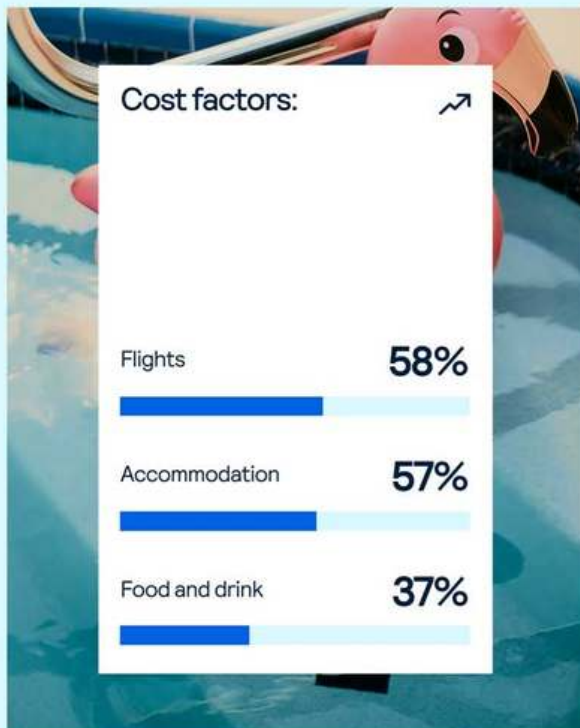 Cost factors:
Flights 58%
Accommodation 57%
Food and drink 37%